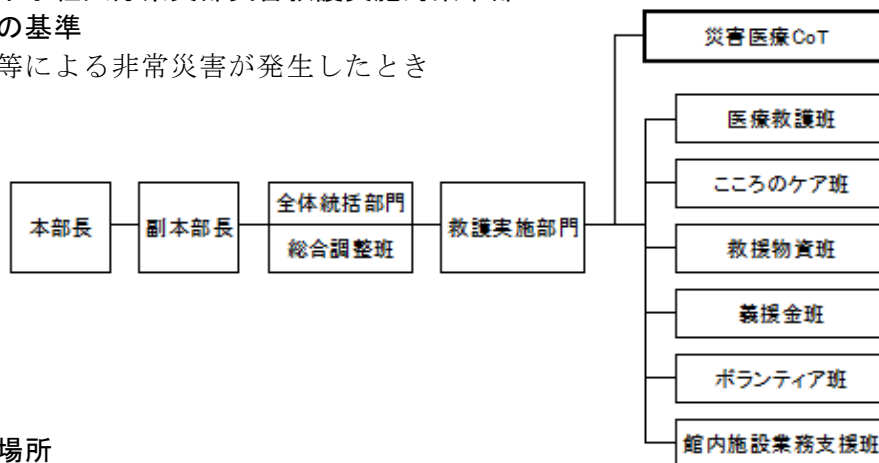 の基準
等による非常災害が発生したとき
災害医療CoT
医療救護班
こころのケア班
救援物資班
義援金班
ボランティア班
館内施設業務支援班
本部長
副本部長
全体統括部門
総合調整班
救護実施部門
場所